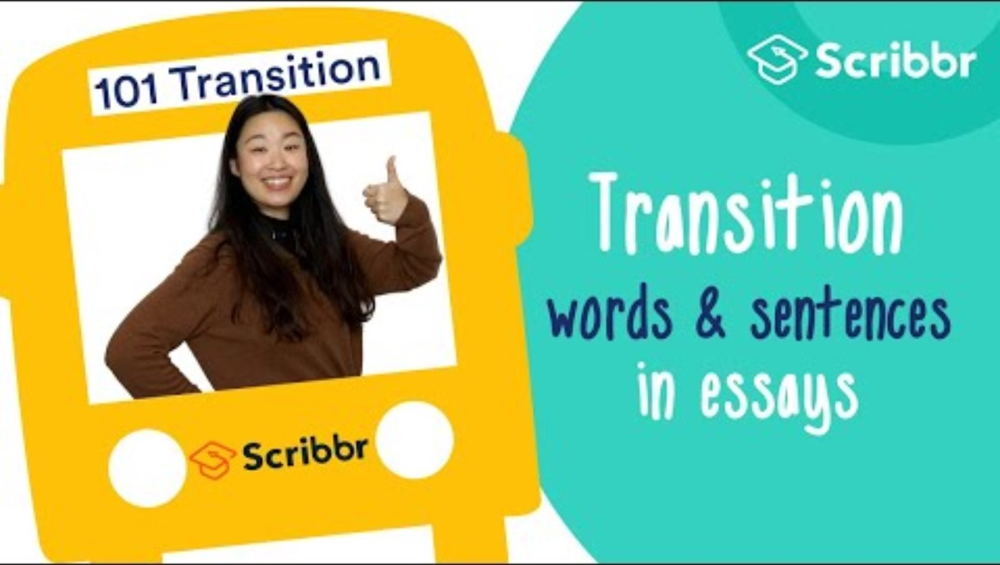 101 Transition
Scribbr
Scribbr
Transition
words & sentences
in essays